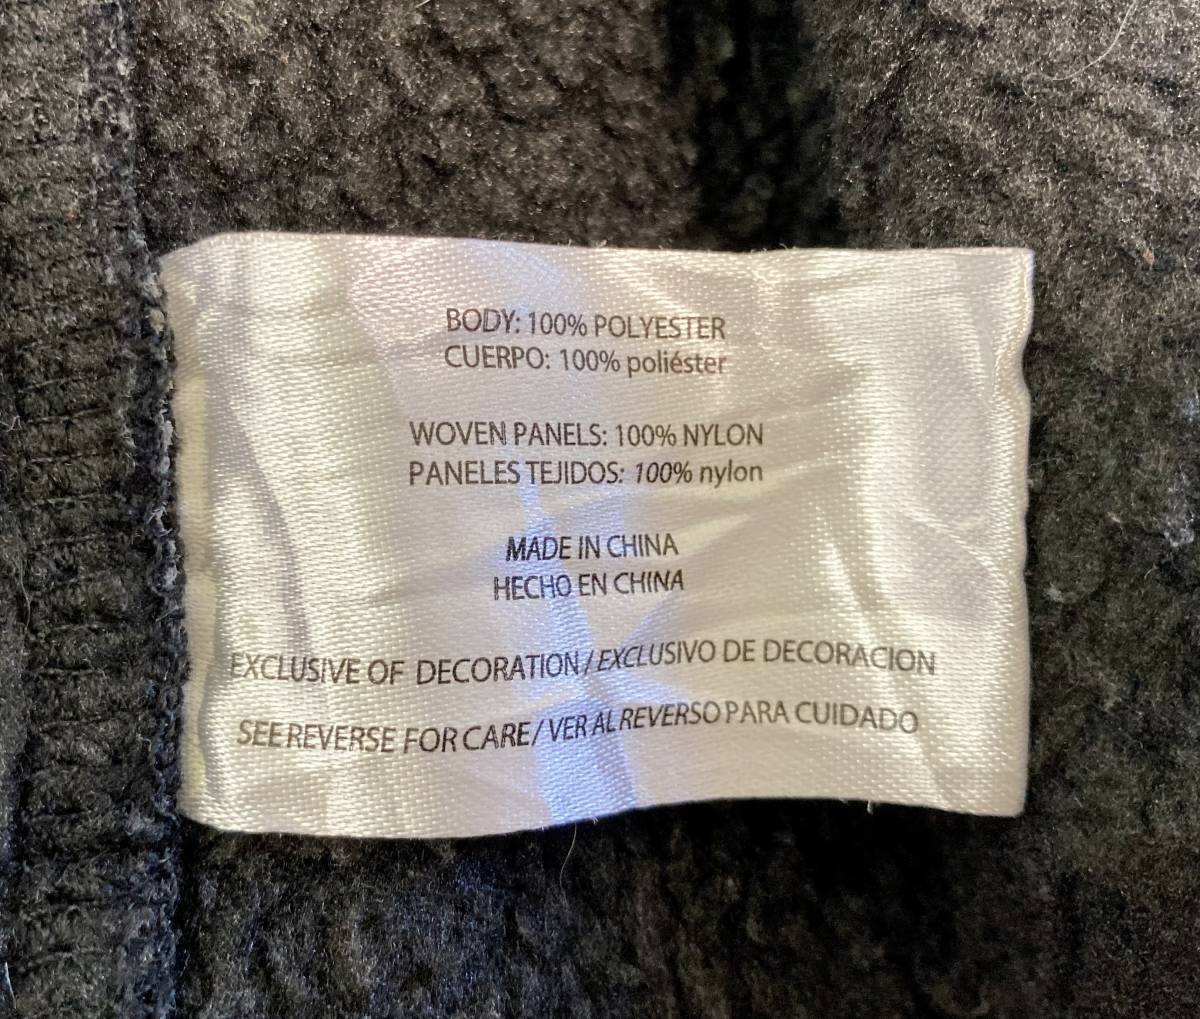 BODY: 100% POLYESTER
CUERPO: 100% poliéster
WOVEN PANELS: 100% NYLON
PANELES TEJIDOS: 100% nylon
MADE IN CHINA
HECHO EN CHINA
EXCLUSIVE OF DECORATION/EXCLUSIVO DE DECORACION
SEE REVERSE FOR CARE/VER AL REVERSO PARA CUIDADO